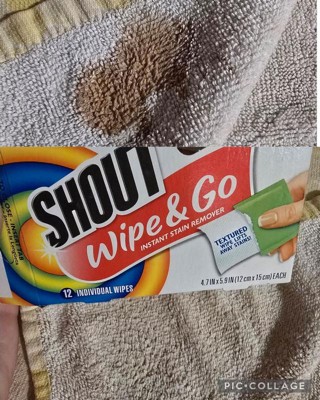 SHOUT
Wipe & Go
INSTANT STAIN REMOVER
TEXTURED
WIPE LIFTS
AWAY STAINS!
12 INDIVIDUAL WIPES
4.7 IN x 5.9 IN (12 cm x 15 cm) EACH
PIC•COLLAGE